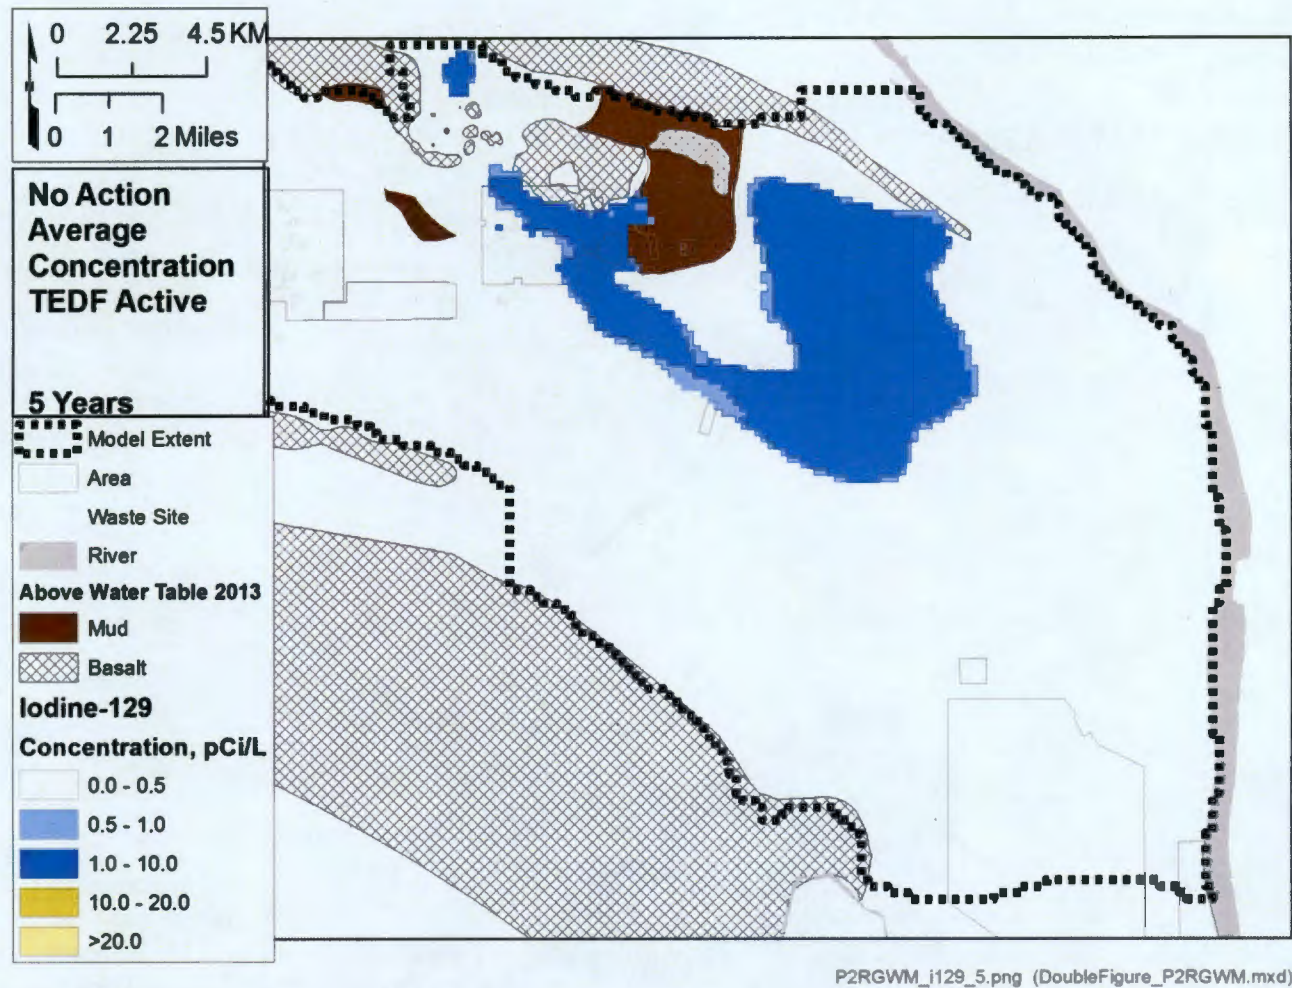 0 2.25 4.5 KM
0 1 2 Miles
No Action
Average
Concentration
TEDF Active
5 Years
Model Extent
Area
Waste Site
River
Above Water Table 2013
Mud
Basalt
Iodine-129
Concentration, pCi/L
0.0 - 0.5
0.5 - 1.0
1.0 - 10.0
10.0 - 20.0
>20.0
P2RGWM_i129_5.png (DoubleFigure_P2RGWM.mxd)